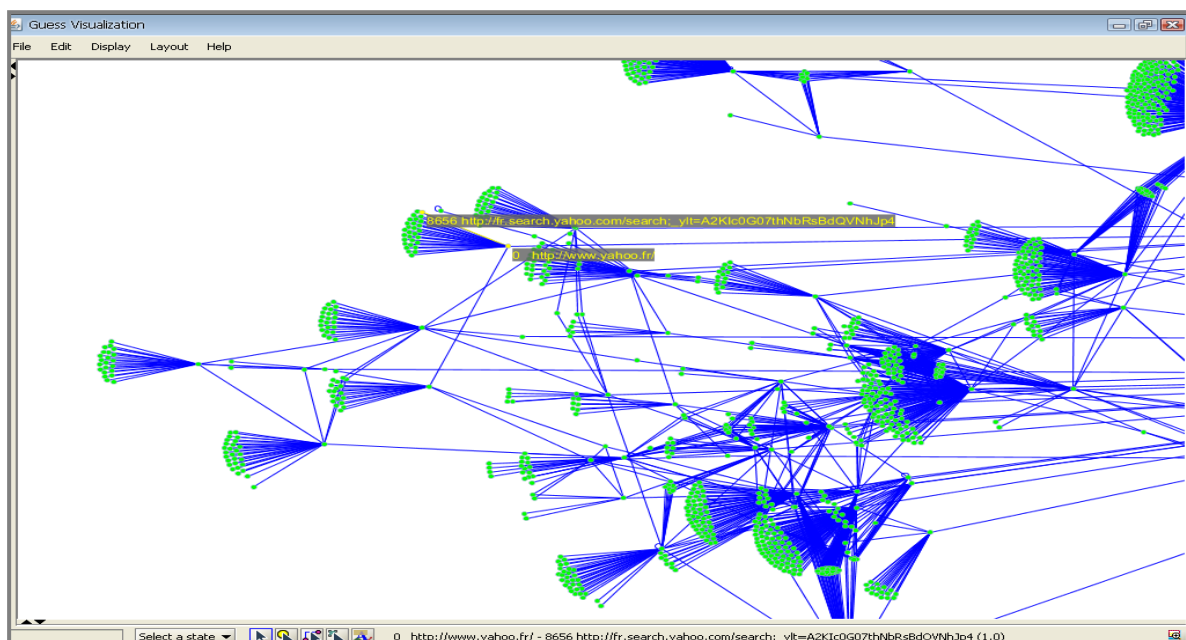 Guess Visualization
File Edit Display Layout Help
8656 http://fr.search.yahoo.com/search;_ylt=A2KIc0G07thNbRsBdQVNhJp4
0 http://www.yahoo.fr/
Select a state 0 http://www.yahoo.fr/ - 8656 http://fr.search.yahoo.com/search;_ylt=A2KIc0G07thNbRsBdQVNhJp4 (1.0)